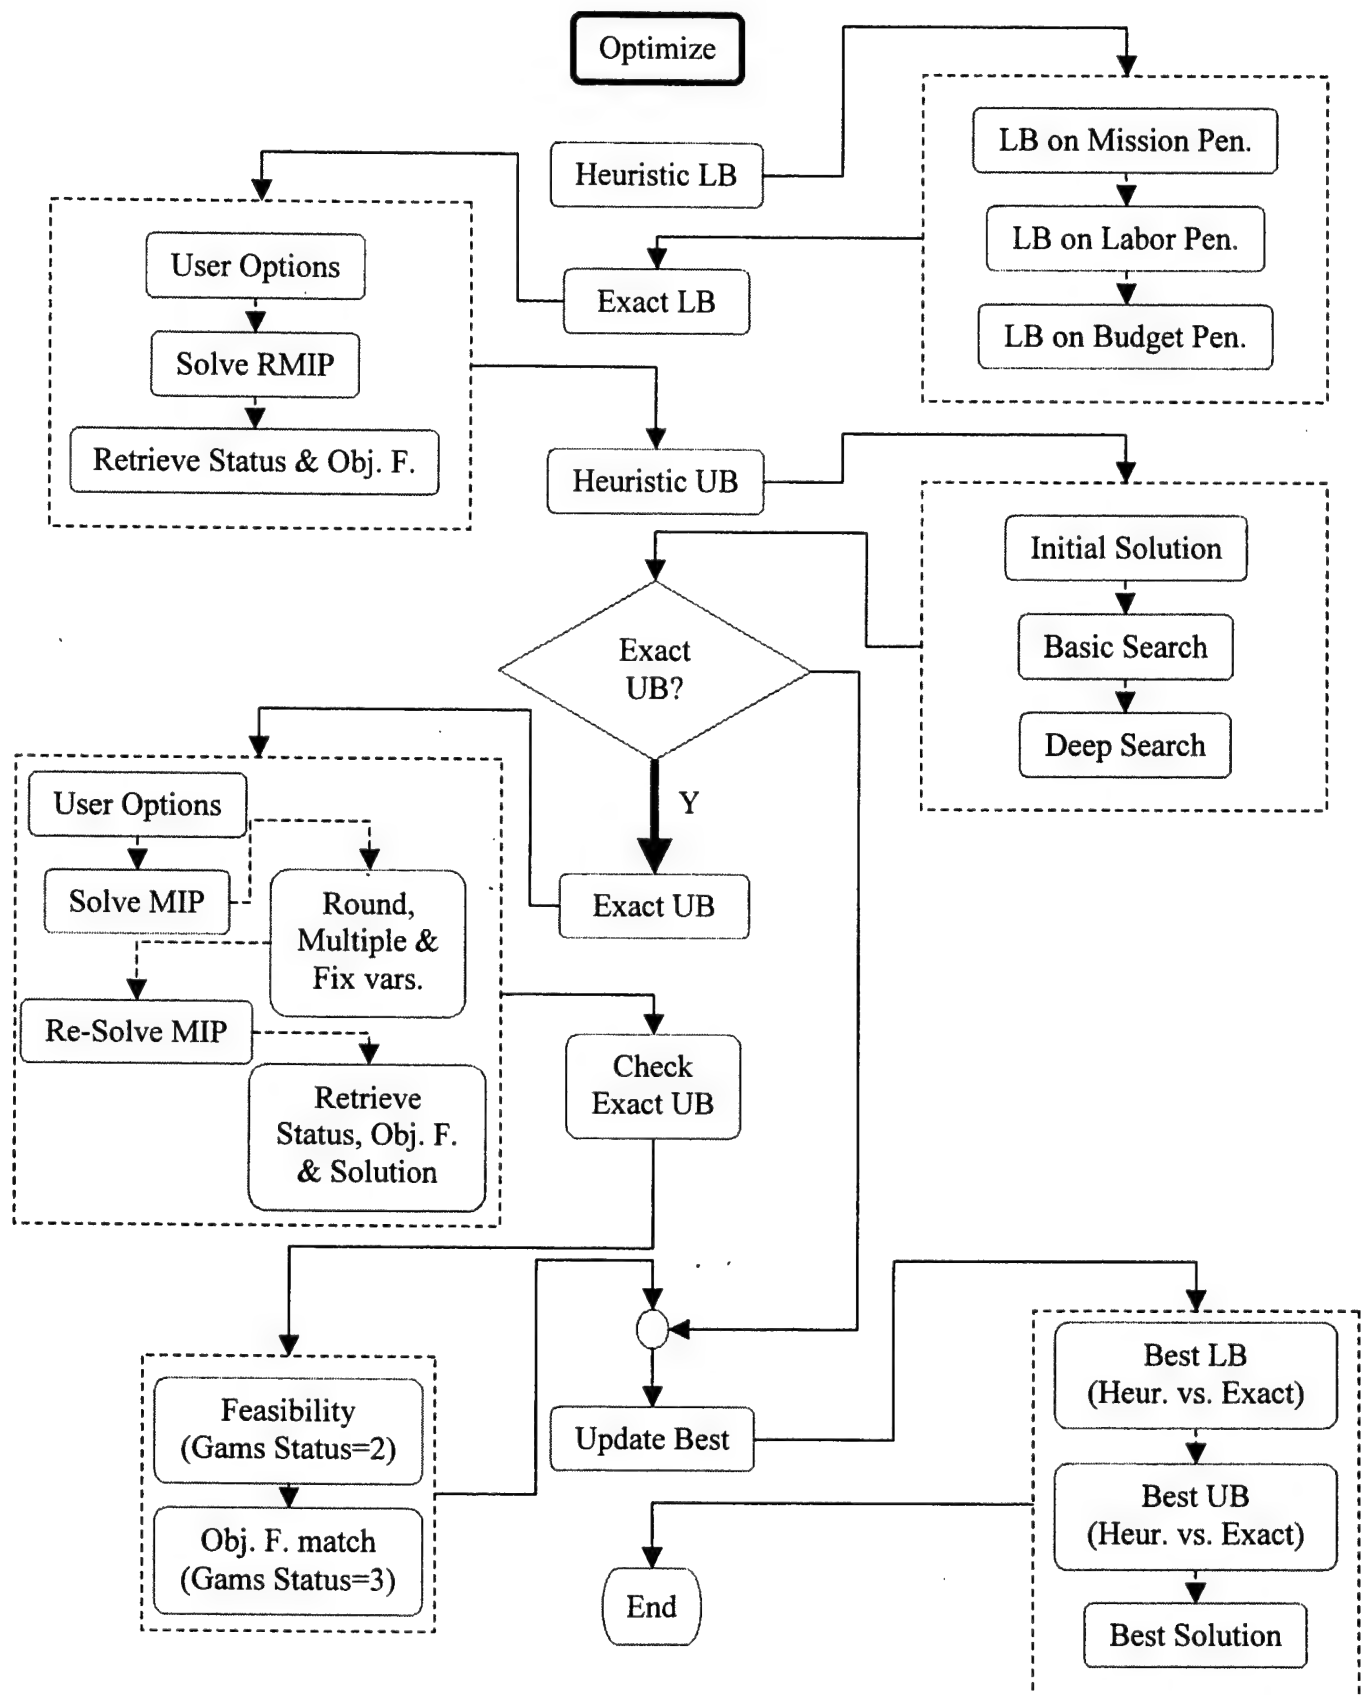 Optimize
Heuristic LB
LB on Mission Pen.
LB on Labor Pen.
LB on Budget Pen.
Exact LB
User Options
Solve RMIP
Retrieve Status & Obj. F.
Heuristic UB
Initial Solution
Basic Search
Deep Search
Exact
UB?
Y
Exact UB
User Options
Solve MIP
Round,
Multiple &
Fix vars.
Re-Solve MIP
Retrieve
Status, Obj. F.
& Solution
Check
Exact UB
Feasibility
(Gams Status=2)
Obj. F. match
(Gams Status=3)
Update Best
Best LB
(Heur. vs. Exact)
Best UB
(Heur. vs. Exact)
Best Solution
End